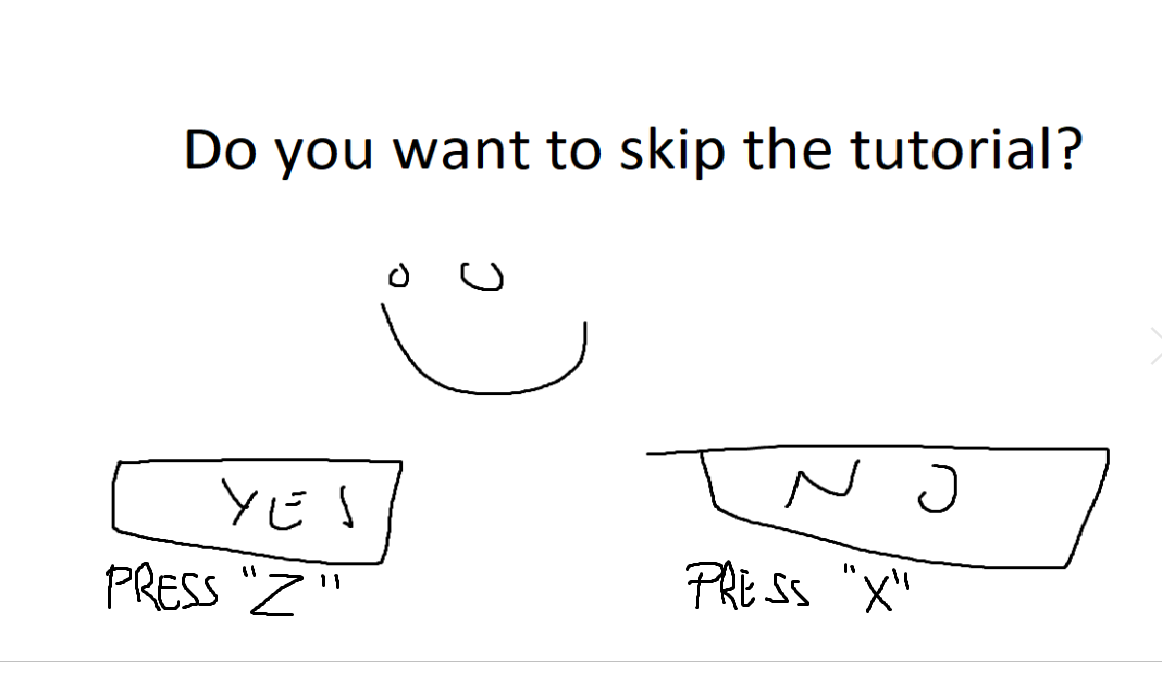 Do you want to skip the tutorial?
YES
NO
PRESS "Z"
PRESS "X"